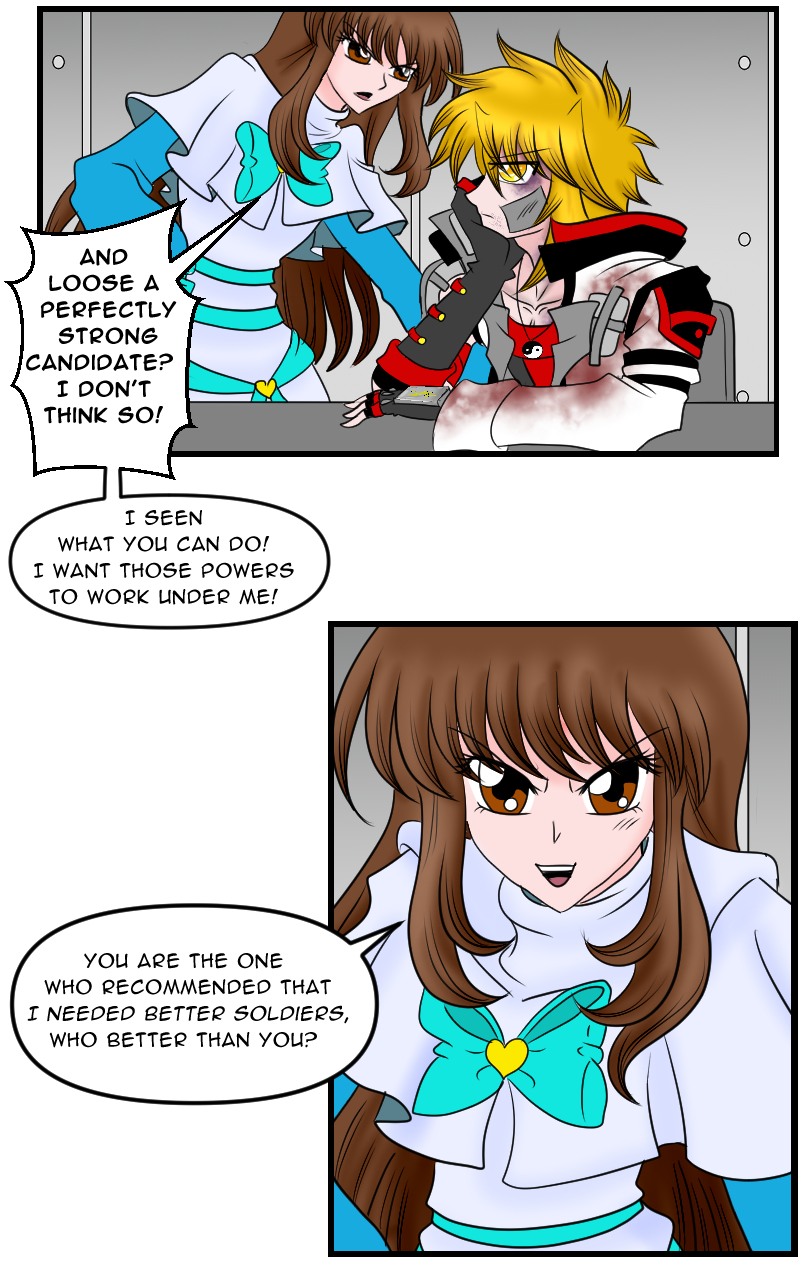 AND
LOOSE A
PERFECTLY
STRONG
CANDIDATE?
I DON'T
THINK SO!
I SEEN
WHAT YOU CAN DO!
I WANT THOSE POWERS
TO WORK UNDER ME!
YOU ARE THE ONE
WHO RECOMMENDED THAT
I NEEDED BETTER SOLDIERS,
WHO BETTER THAN YOU?